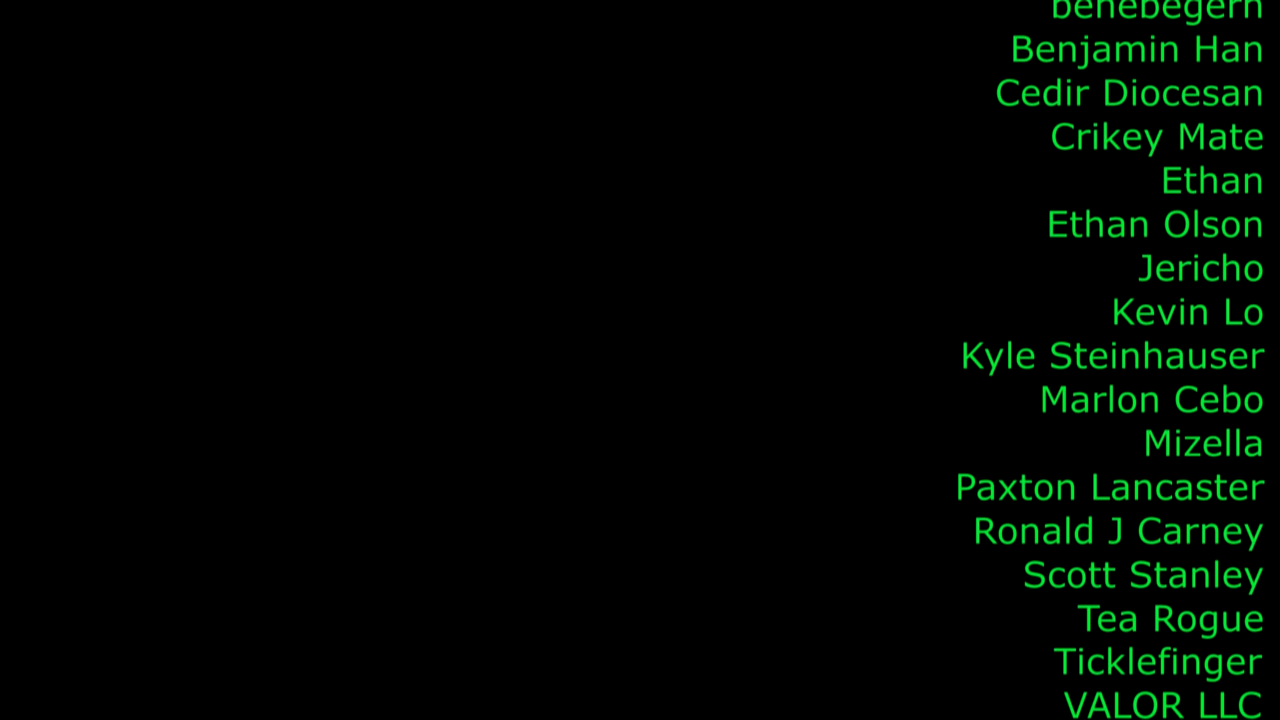 benebegern
Benjamin Han
Cedir Diocesan
Crikey Mate
Ethan
Ethan Olson
Jericho
Kevin Lo
Kyle Steinhauser
Marlon Cebo
Mizella
Paxton Lancaster
Ronald J Carney
Scott Stanley
Tea Rogue
Ticklefinger
VALOR LLC